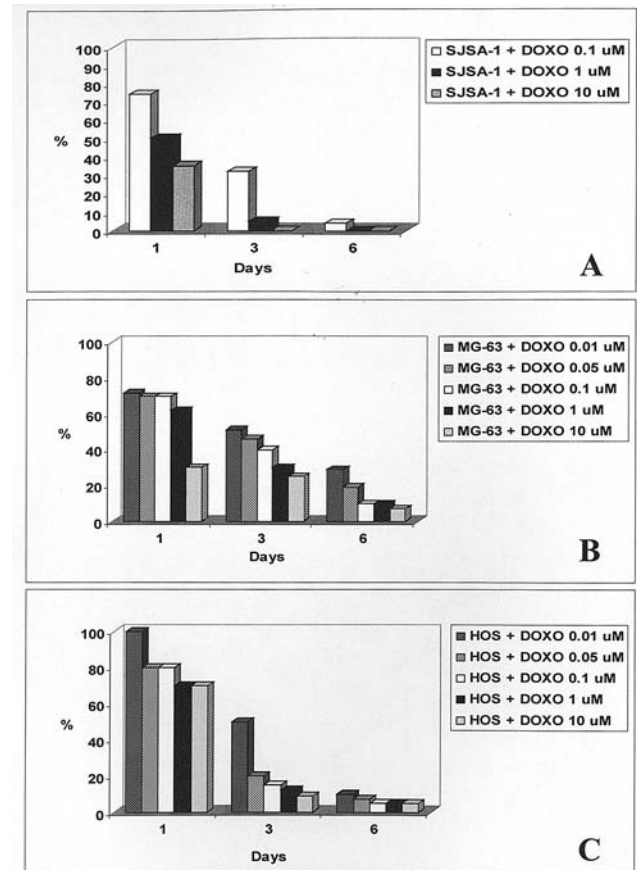 100
90
80
70
60
50
40
30
20
10
0
%
1 3 6
Days
SJSA-1 + DOXO 0.1 uM
SJSA-1 + DOXO 1 uM
SJSA-1 + DOXO 10 uM
A
100
80
60
40
20
0
%
1 3 6
Days
MG-63 + DOXO 0.01 uM
MG-63 + DOXO 0.05 uM
MG-63 + DOXO 0.1 uM
MG-63 + DOXO 1 uM
MG-63 + DOXO 10 uM
B
100
80
60
40
20
0
%
1 3 6
Days
HOS + DOXO 0.01 uM
HOS + DOXO 0.05 uM
HOS + DOXO 0.1 uM
HOS + DOXO 1 uM
HOS + DOXO 10 uM
C